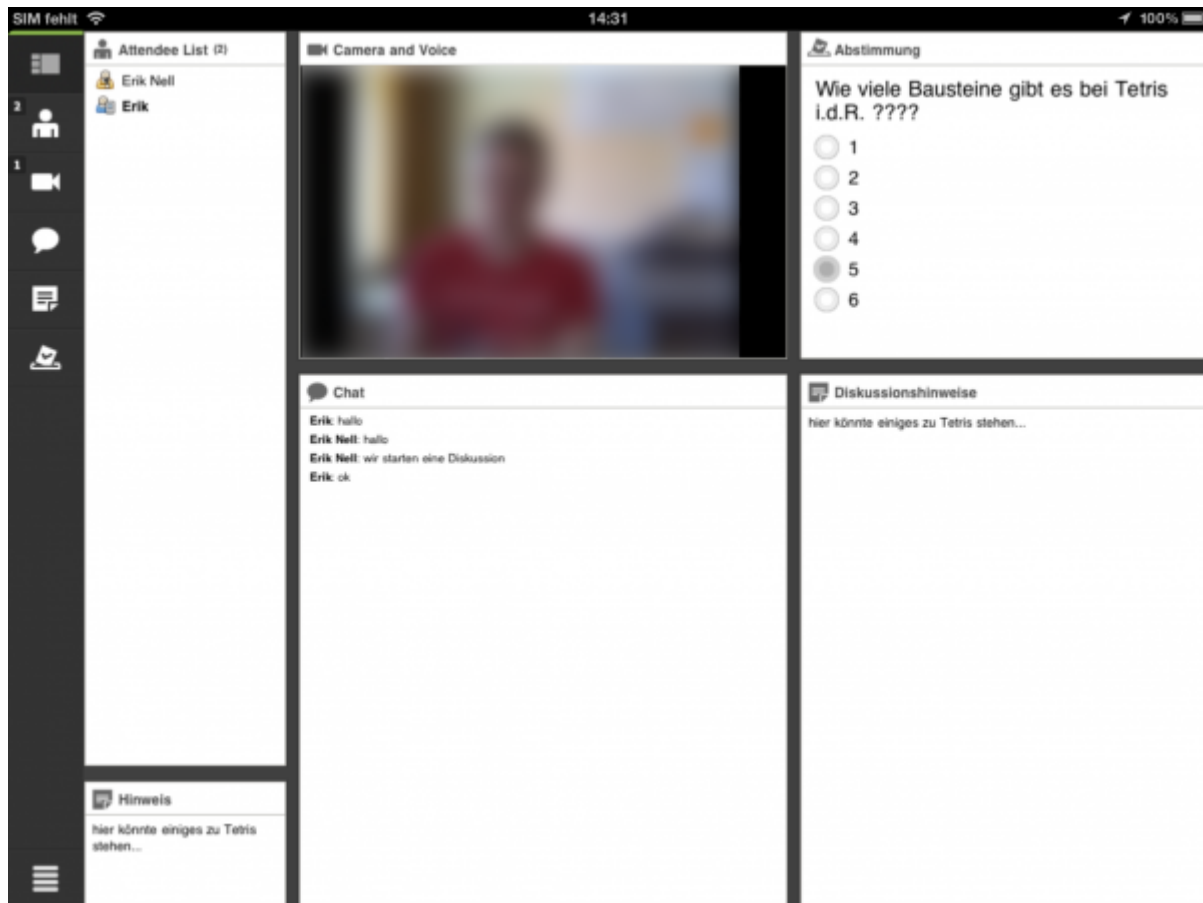 SIM fehlt
14:31
100%
2
1
Attendee List (2)
Erik Nell
Erik
Hinweis
hier könnte einiges zu Tetris
stehen...
Camera and Voice
Chat
Erik: hallo
Erik Nell: hallo
Erik Nell: wir starten eine Diskussion
Erik: ok
Abstimmung
Wie viele Bausteine gibt es bei Tetris
i.d.R. ????
1
2
3
4
5
6
Diskussionshinweise
hier könnte einiges zu Tetris stehen...